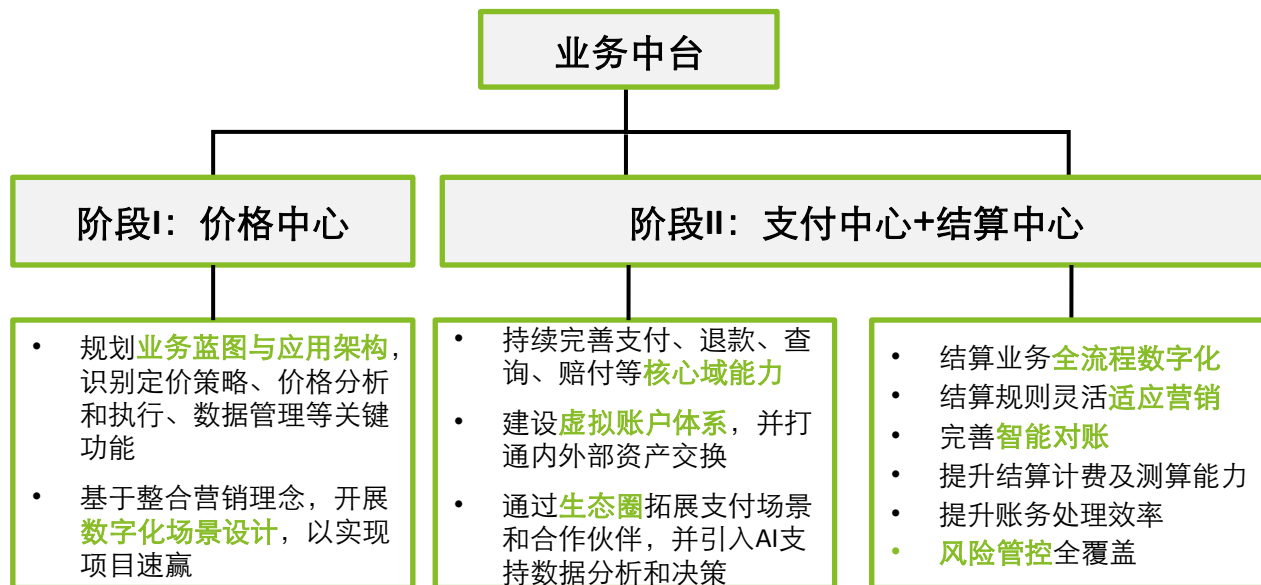 业务中台
阶段I：价格中心
阶段II：支付中心+结算中心
• 规划业务蓝图与应用架构，
识别定价策略、价格分析
和执行、数据管理等关键
功能
• 基于整合营销理念，开展
数字化场景设计，以实现
项目速赢
• 持续完善支付、退款、查
询、赔付等核心域能力
• 建设虚拟账户体系，并打
通内外部资产交换
• 通过生态圈拓展支付场景
和合作伙伴，并引入AI支
持数据分析和决策
• 结算业务全流程数字化
• 结算规则灵活适应营销
• 完善智能对账
• 提升结算计费及测算能力
• 提升账务处理效率
• 风险管控全覆盖